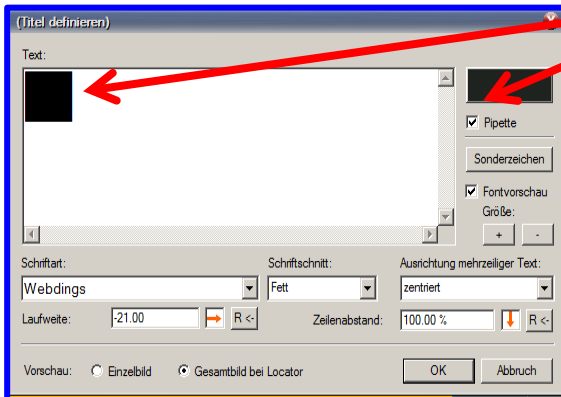 (Titel definieren)
Text:
Pipette
Sonderzeichen
Fontvorschau
Größe:
+ -
Schriftart: Schriftschnitt: Ausrichtung mehrzeiliger Text:
Webdings Fett zentriert
Laufweite: -21.00 R <- Zeilenabstand: 100.00 % R <-
Vorschau: Einzelbild Gesamtbild bei Locator OK Abbruch